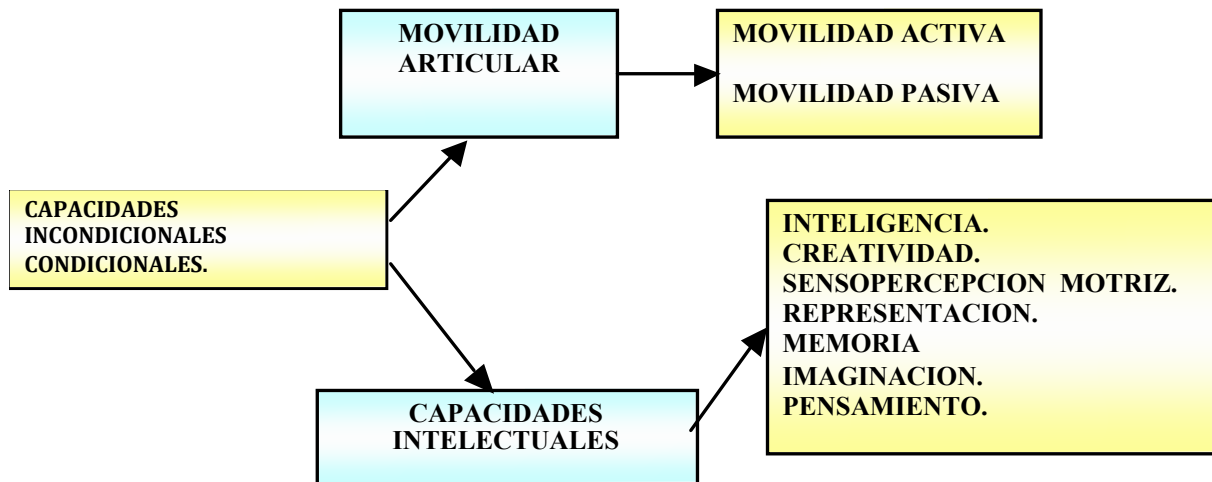 MOVILIDAD
ARTICULAR
MOVILIDAD ACTIVA
MOVILIDAD PASIVA
CAPACIDADES
INCONDICIONALES
CONDICIONALES.
INTELIGENCIA.
CREATIVIDAD.
SENSOPERCEPCION MOTRIZ.
REPRESENTACION.
MEMORIA
IMAGINACION.
PENSAMIENTO.
CAPACIDADES
INTELECTUALES